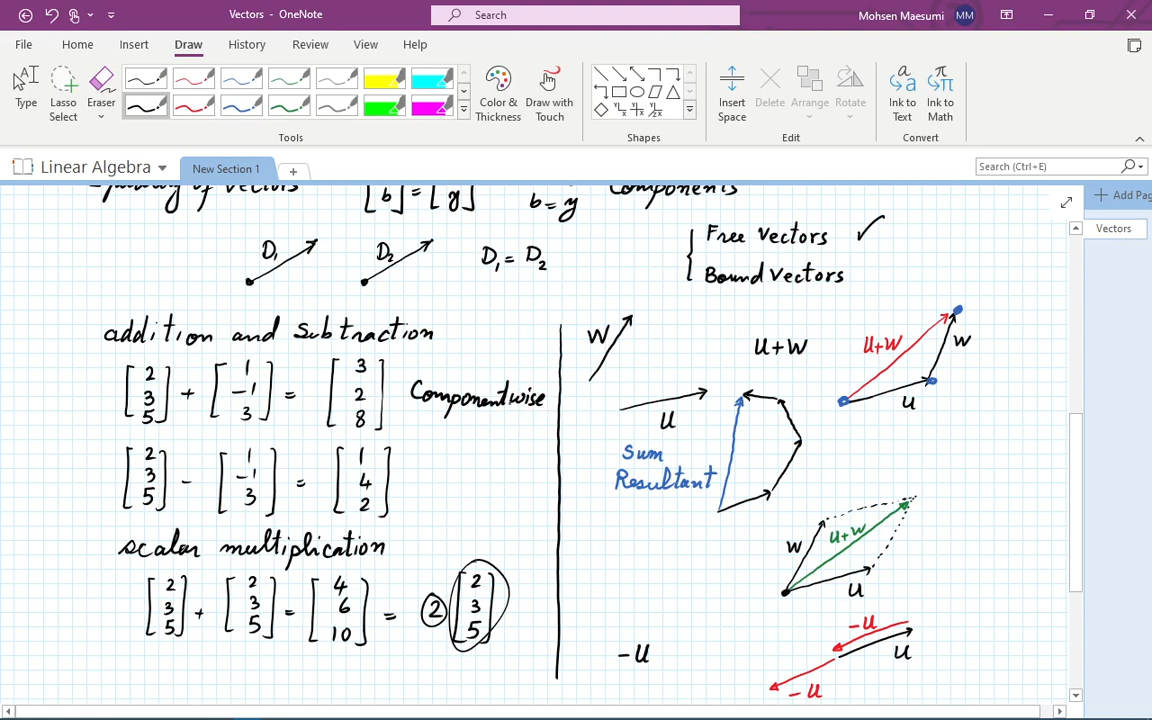 Vectors - OneNote
Search
Mohsen Maesumi MM
File Home Insert Draw History Review View Help
Type
Lasso Select
Eraser
Color & Thickness
Draw with Touch
Insert Space
Delete
Arrange
Rotate
Ink to Text
Ink to Math
Tools
Shapes
Edit
Convert
Linear Algebra
New Section 1
Search (Ctrl+E)
Add Pag
Vectors
of Vectors [b] = [y] b = y Components
D₁ D₂ D₁ = D₂
Free Vectors ✓
Bound Vectors
addition and subtraction
[2 3 5] + [1 -1 3] = [3 2 8] Componentwise
[2 3 5] - [1 -1 3] = [1 4 2]
scalar multiplication
[2 3 5] + [2 3 5] = [4 6 10] = 2 [2 3 5]
W
U
U+W
U+W
W
U
Sum
Resultant
W
U+W
U
-U
-U
U
-U